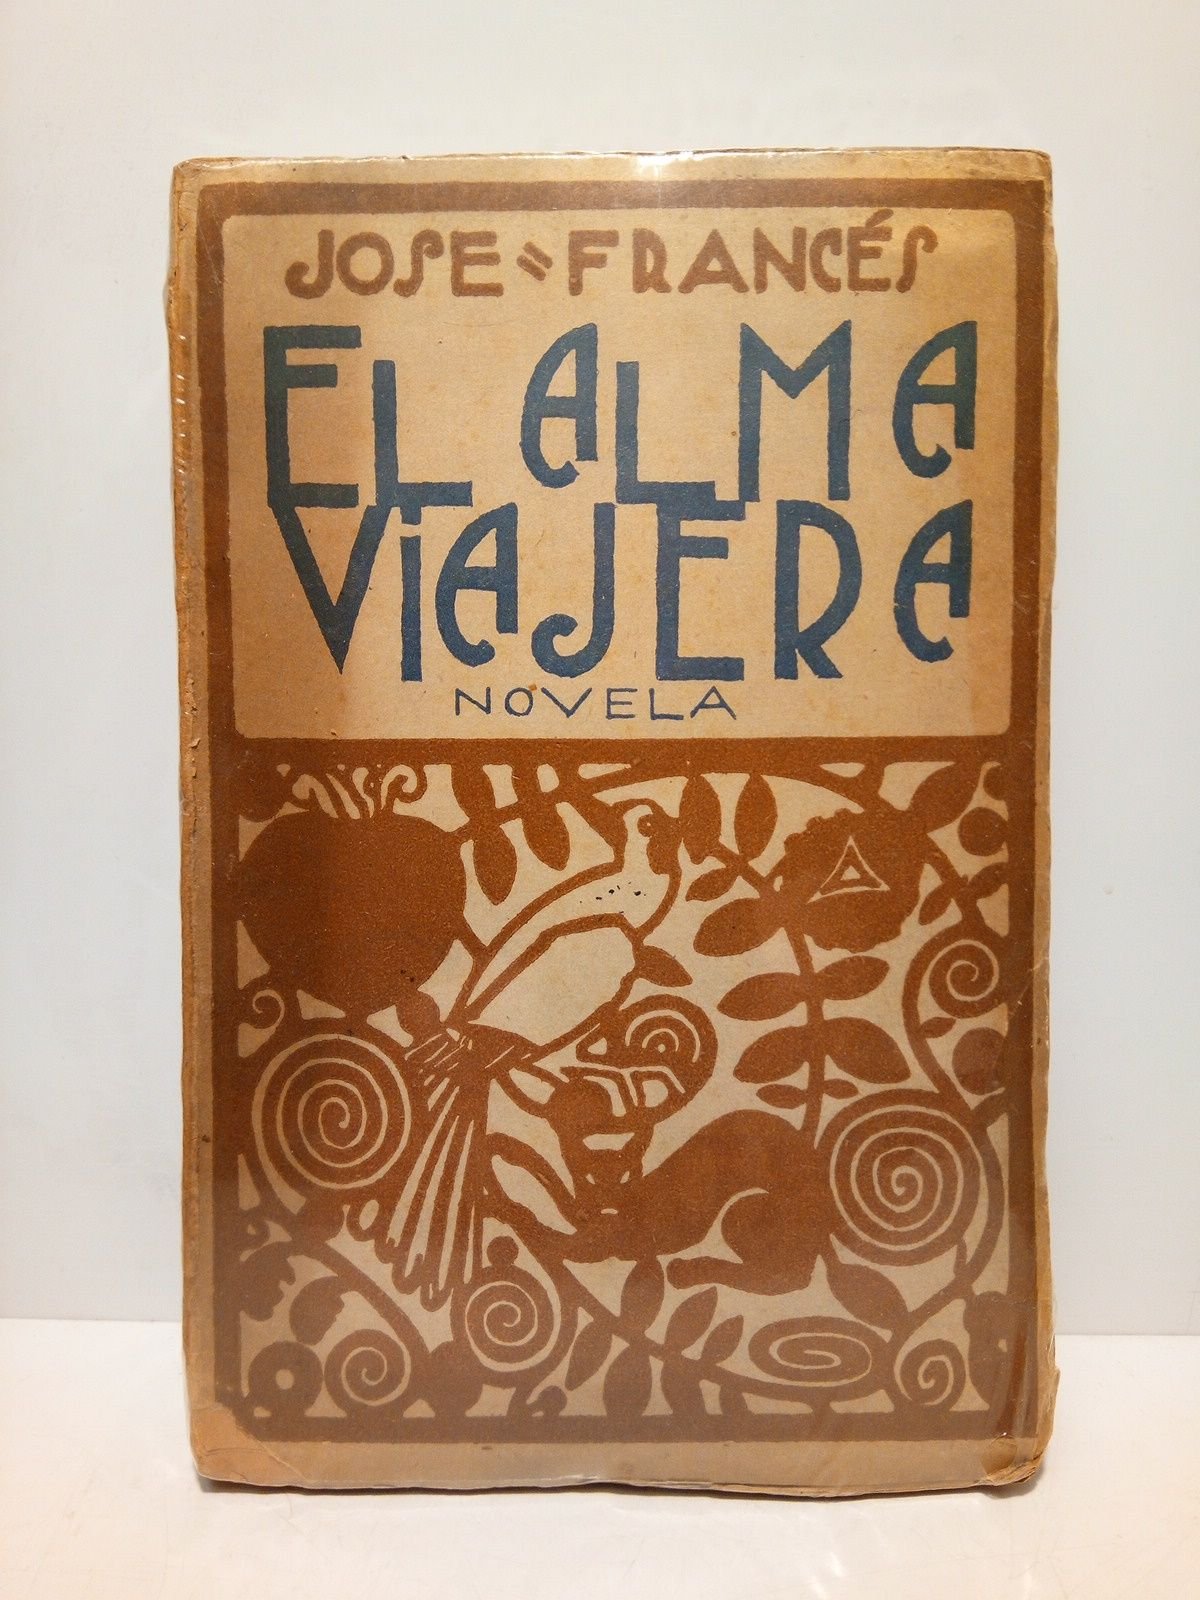 JOSE = FRANCÉS
EL ALMA
ViAJERA
NOVELA